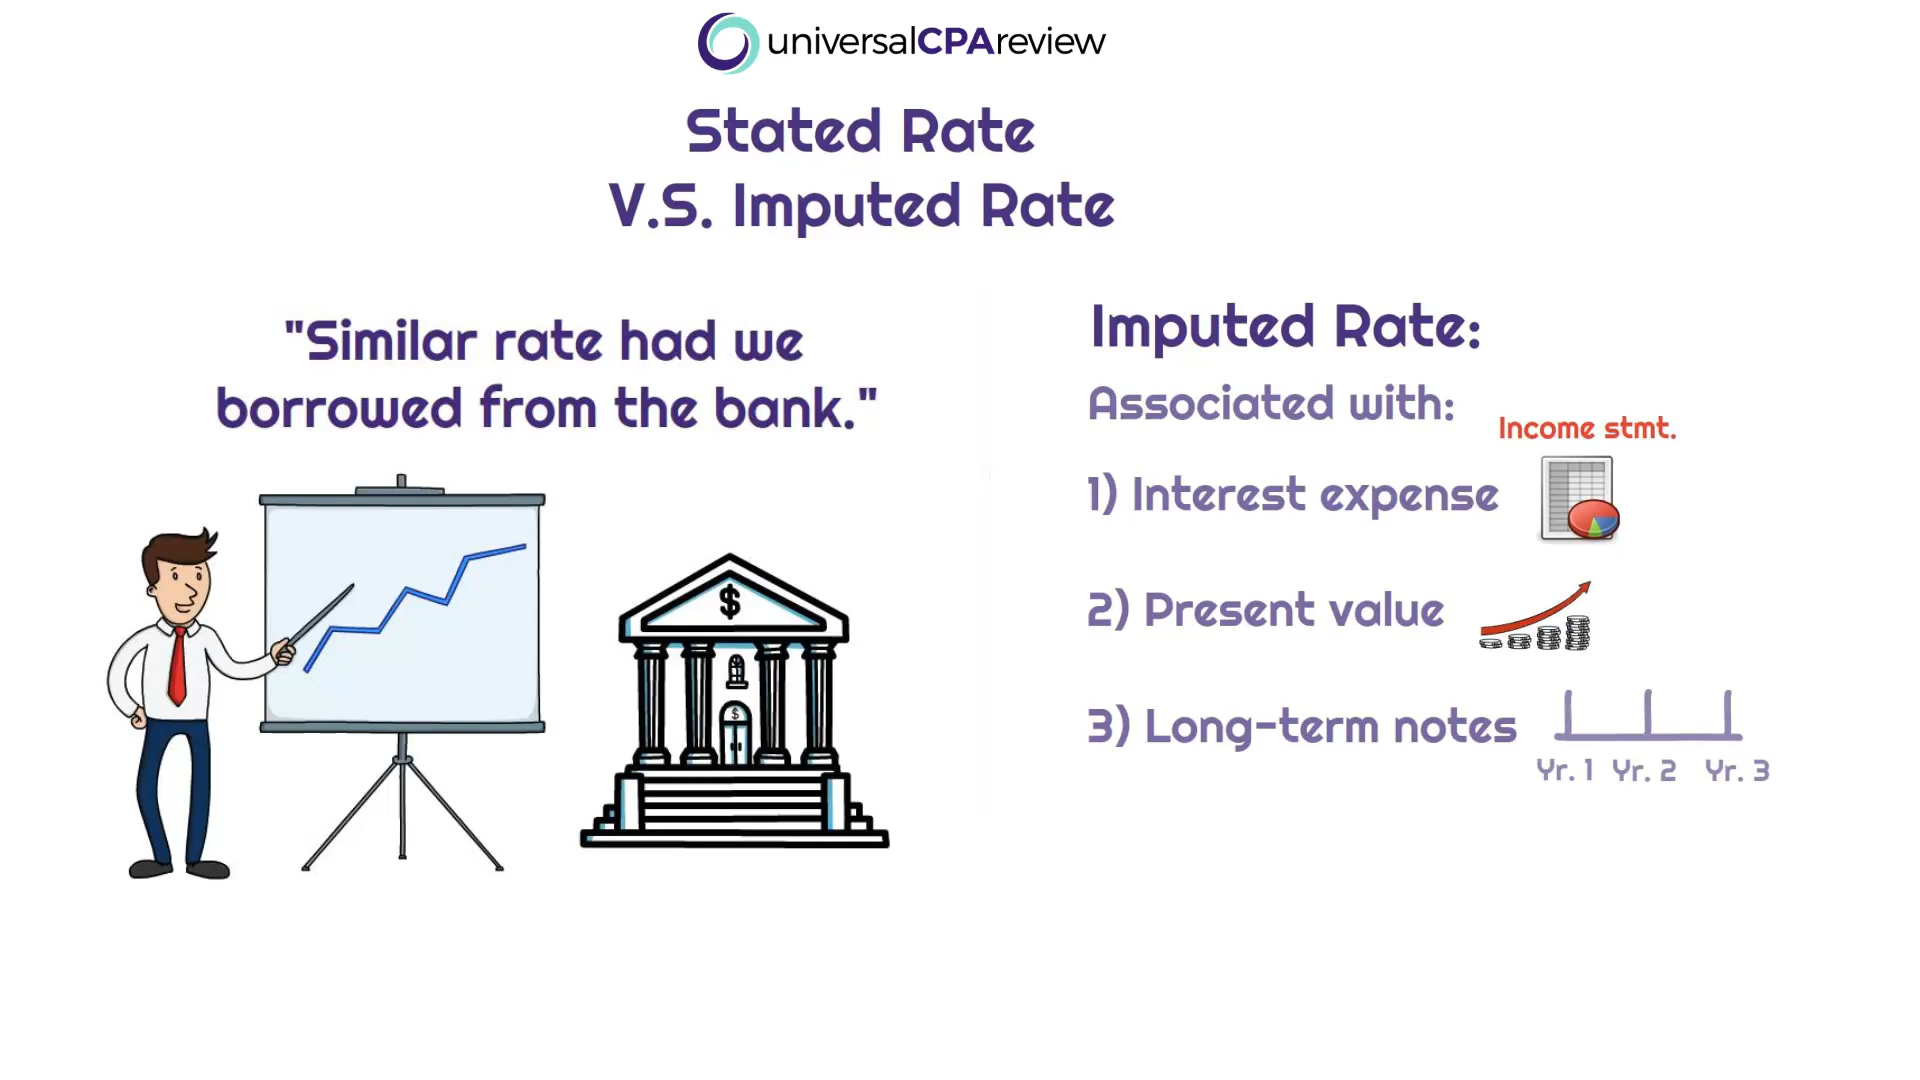 universalCPAreview
Stated Rate
V.S. Imputed Rate
"Similar rate had we
borrowed from the bank."
$
$
Imputed Rate:
Associated with:
Income stmt.
1) Interest expense
2) Present value
3) Long-term notes
Yr. 1 Yr. 2 Yr. 3